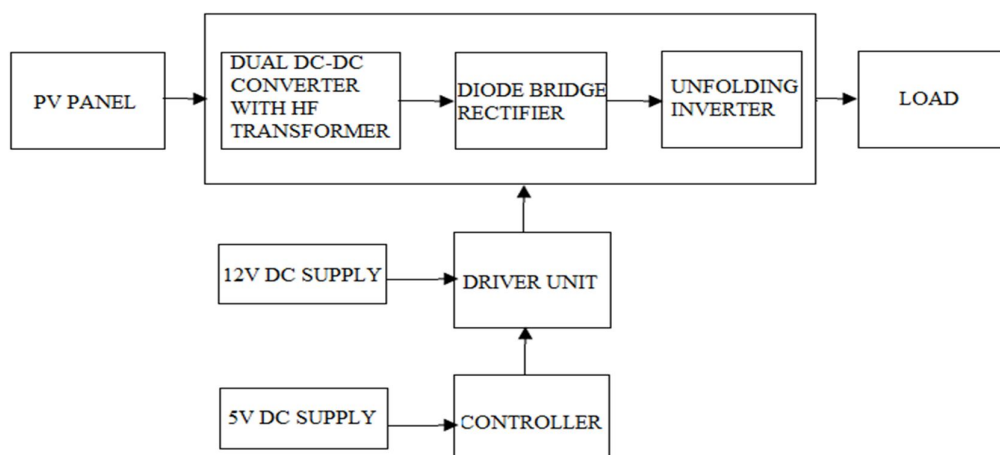 PV PANEL
DUAL DC-DC
CONVERTER
WITH HF
TRANSFORMER
DIODE BRIDGE
RECTIFIER
UNFOLDING
INVERTER
LOAD
12V DC SUPPLY
DRIVER UNIT
5V DC SUPPLY
CONTROLLER